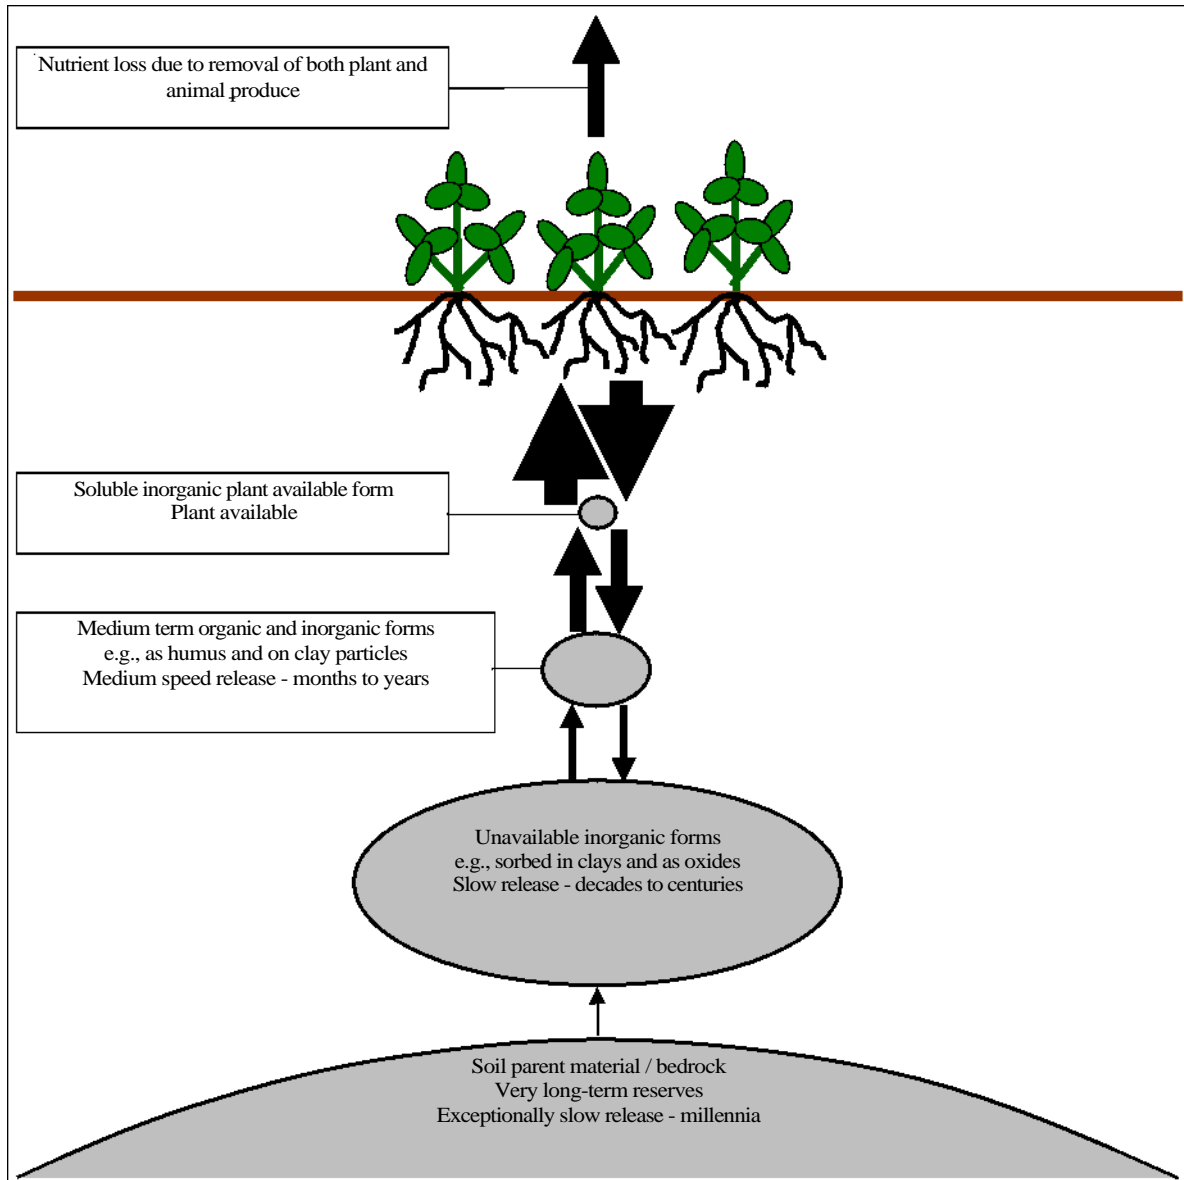 Nutrient loss due to removal of both plant and
animal produce
Soluble inorganic plant available form
Plant available
Medium term organic and inorganic forms
e.g., as humus and on clay particles
Medium speed release - months to years
Unavailable inorganic forms
e.g., sorbed in clays and as oxides
Slow release - decades to centuries
Soil parent material / bedrock
Very long-term reserves
Exceptionally slow release - millennia